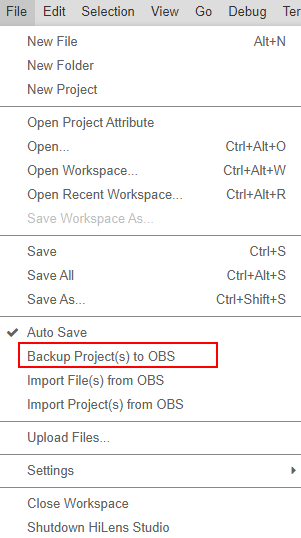 File Edit Selection View Go Debug Ter
New File Alt+N
New Folder
New Project
Open Project Attribute
Open... Ctrl+Alt+O
Open Workspace... Ctrl+Alt+W
Open Recent Workspace... Ctrl+Alt+R
Save Workspace As...
Save Ctrl+S
Save All Ctrl+Alt+S
Save As... Ctrl+Shift+S
Auto Save
Backup Project(s) to OBS
Import File(s) from OBS
Import Project(s) from OBS
Upload Files...
Settings
Close Workspace
Shutdown HiLens Studio